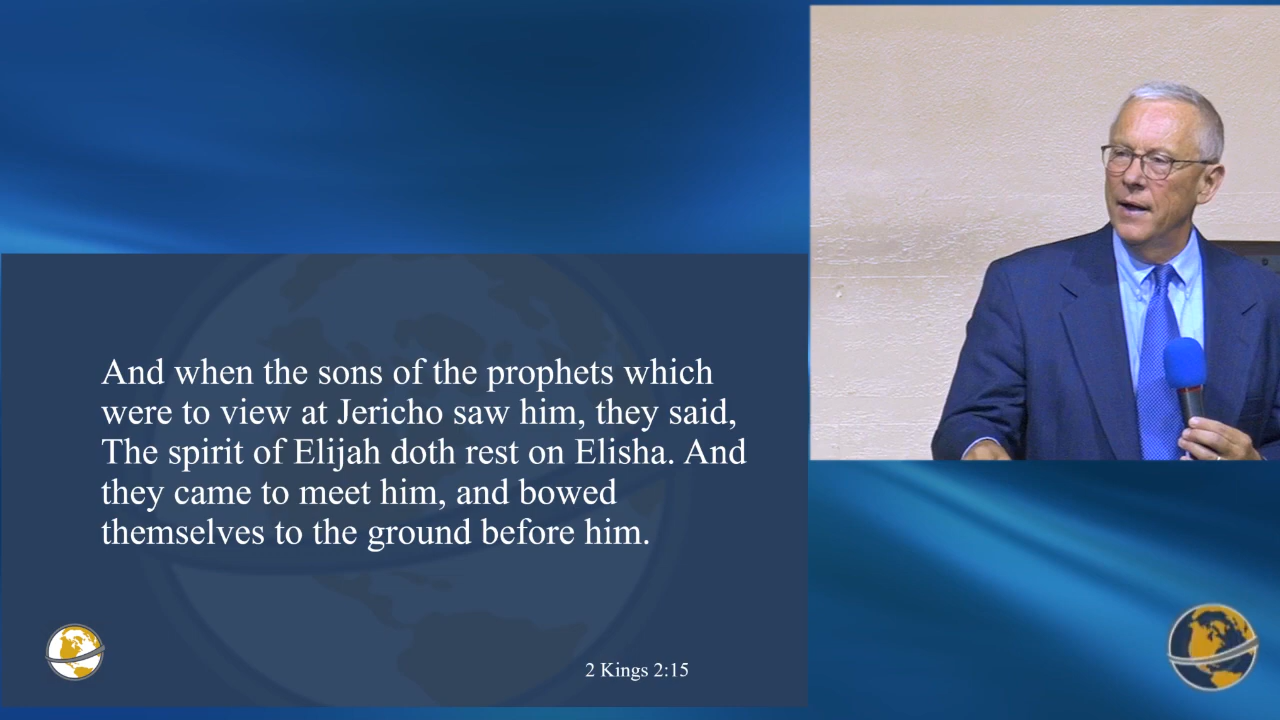 And when the sons of the prophets which
were to view at Jericho saw him, they said,
The spirit of Elijah doth rest on Elisha. And
they came to meet him, and bowed
themselves to the ground before him.
2 Kings 2:15